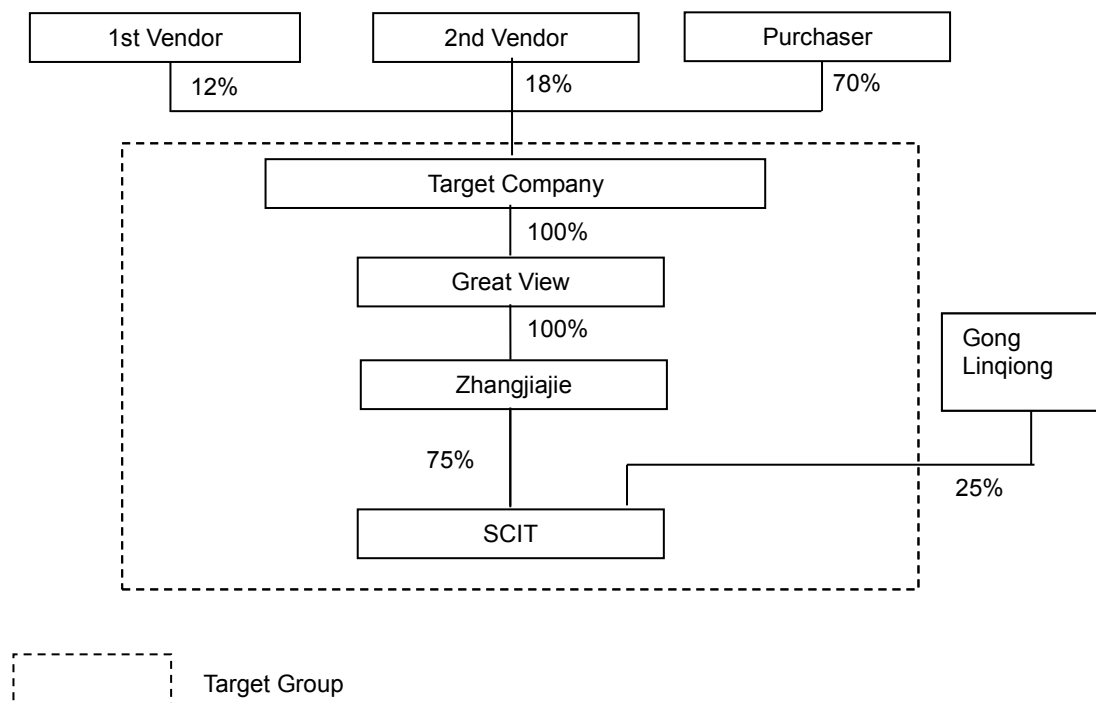 1st Vendor
2nd Vendor
Purchaser
12%
18%
70%
Target Company
100%
Great View
100%
Gong
Linqiong
Zhangjiajie
75%
25%
SCIT
Target Group